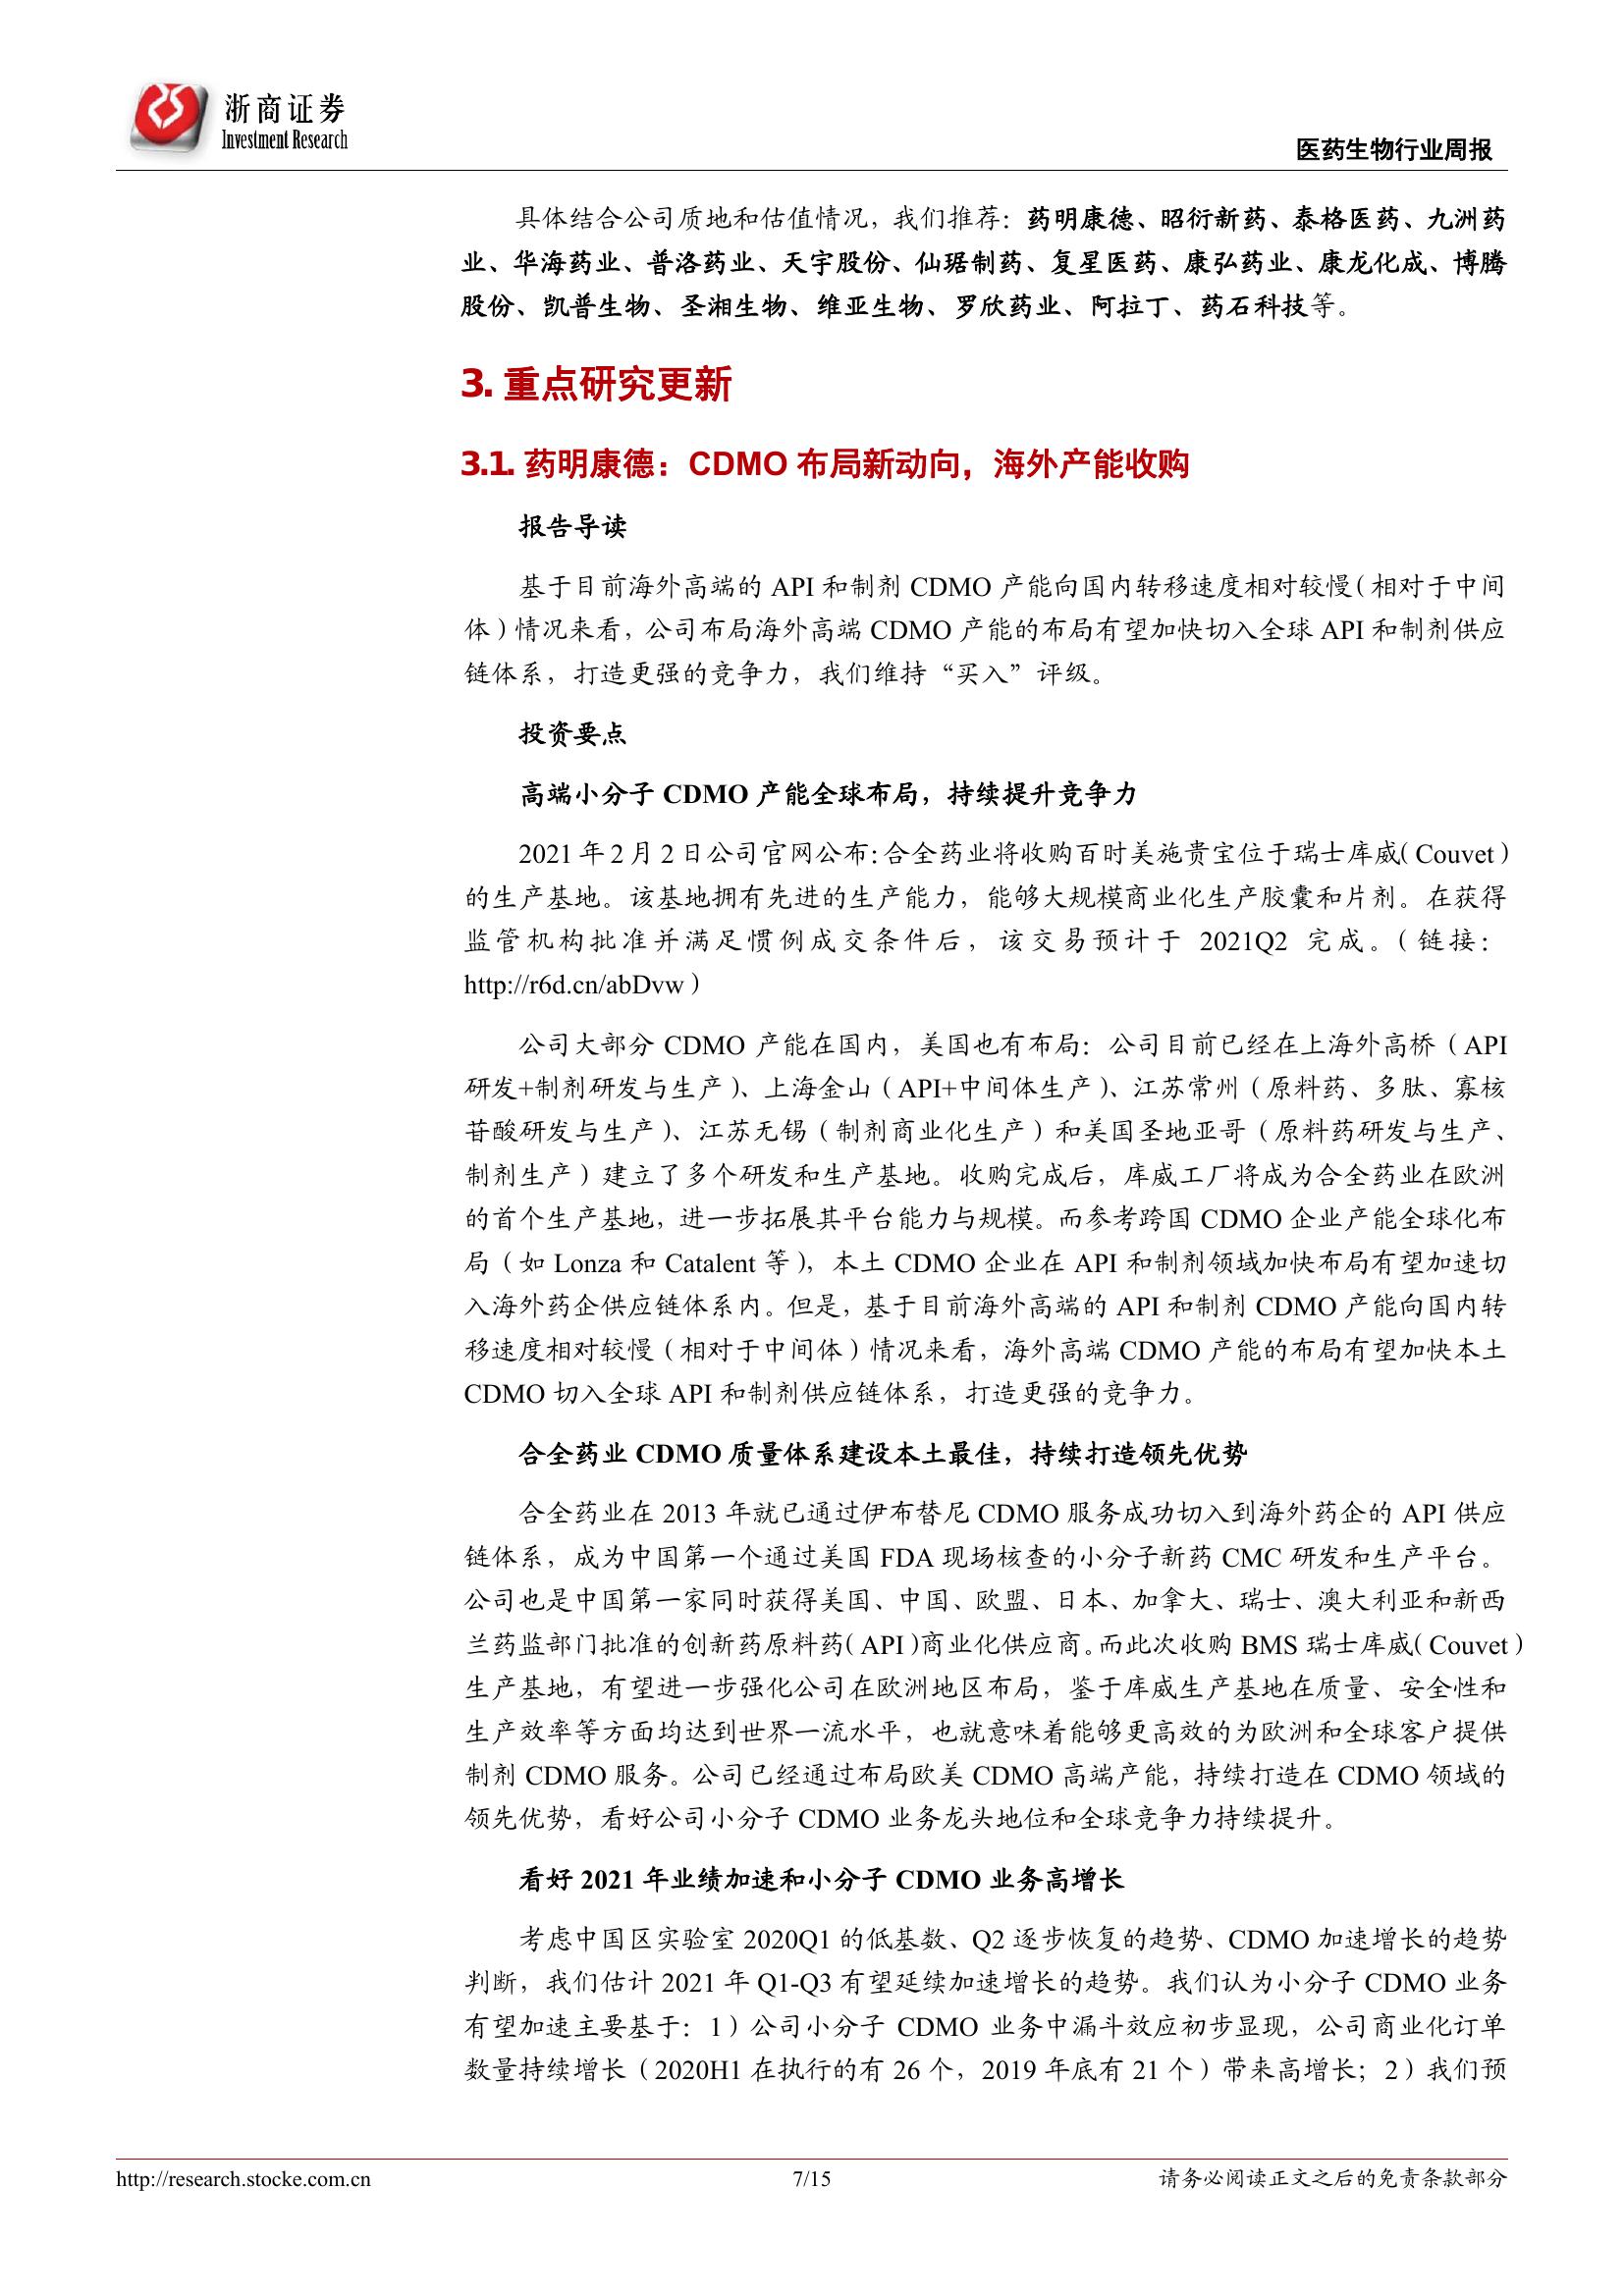 浙商证券
Investment Research
医药生物行业周报
具体结合公司质地和估值情况，我们推荐：药明康德、昭衍新药、泰格医药、九洲药
业、华海药业、普洛药业、天宇股份、仙琚制药、复星医药、康弘药业、康龙化成、博腾
股份、凯普生物、圣湘生物、维亚生物、罗欣药业、阿拉丁、药石科技等。
3. 重点研究更新
3.1. 药明康德：CDMO 布局新动向，海外产能收购
报告导读
基于目前海外高端的 API 和制剂 CDMO 产能向国内转移速度相对较慢（相对于中间
体）情况来看，公司布局海外高端 CDMO 产能的布局有望加快切入全球 API 和制剂供应
链体系，打造更强的竞争力，我们维持“买入”评级。
投资要点
高端小分子 CDMO 产能全球布局，持续提升竞争力
2021 年 2 月 2 日公司官网公布：合全药业将收购百时美施贵宝位于瑞士库威（Couvet）
的生产基地。该基地拥有先进的生产能力，能够大规模商业化生产胶囊和片剂。在获得
监管机构批准并满足惯例成交条件后，该交易预计于 2021Q2 完成。（链接：
http://r6d.cn/abDvw）
公司大部分 CDMO 产能在国内，美国也有布局：公司目前已经在上海外高桥（API
研发+制剂研发与生产）、上海金山（API+中间体生产）、江苏常州（原料药、多肽、寡核
苷酸研发与生产）、江苏无锡（制剂商业化生产）和美国圣地亚哥（原料药研发与生产、
制剂生产）建立了多个研发和生产基地。收购完成后，库威工厂将成为合全药业在欧洲
的首个生产基地，进一步拓展其平台能力与规模。而参考跨国 CDMO 企业产能全球化布
局（如 Lonza 和 Catalent 等），本土 CDMO 企业在 API 和制剂领域加快布局有望加速切
入海外药企供应链体系内。但是，基于目前海外高端的 API 和制剂 CDMO 产能向国内转
移速度相对较慢（相对于中间体）情况来看，海外高端 CDMO 产能的布局有望加快本土
CDMO 切入全球 API 和制剂供应链体系，打造更强的竞争力。
合全药业 CDMO 质量体系建设本土最佳，持续打造领先优势
合全药业在 2013 年就已通过伊布替尼 CDMO 服务成功切入到海外药企的 API 供应
链体系，成为中国第一个通过美国 FDA 现场核查的小分子新药 CMC 研发和生产平台。
公司也是中国第一家同时获得美国、中国、欧盟、日本、加拿大、瑞士、澳大利亚和新西
兰药监部门批准的创新药原料药（API）商业化供应商。而此次收购 BMS 瑞士库威（Couvet）
生产基地，有望进一步强化公司在欧洲地区布局，鉴于库威生产基地在质量、安全性和
生产效率等方面均达到世界一流水平，也就意味着能够更高效的为欧洲和全球客户提供
制剂 CDMO 服务。公司已经通过布局欧美 CDMO 高端产能，持续打造在 CDMO 领域的
领先优势，看好公司小分子 CDMO 业务龙头地位和全球竞争力持续提升。
看好 2021 年业绩加速和小分子 CDMO 业务高增长
考虑中国区实验室 2020Q1 的低基数、Q2 逐步恢复的趋势、CDMO 加速增长的趋势
判断，我们估计 2021 年 Q1-Q3 有望延续加速增长的趋势。我们认为小分子 CDMO 业务
有望加速主要基于：1）公司小分子 CDMO 业务中漏斗效应初步显现，公司商业化订单
数量持续增长（2020H1 在执行的有 26 个，2019 年底有 21 个）带来高增长；2）我们预
http://research.stocke.com.cn
7/15
请务必阅读正文之后的免责条款部分